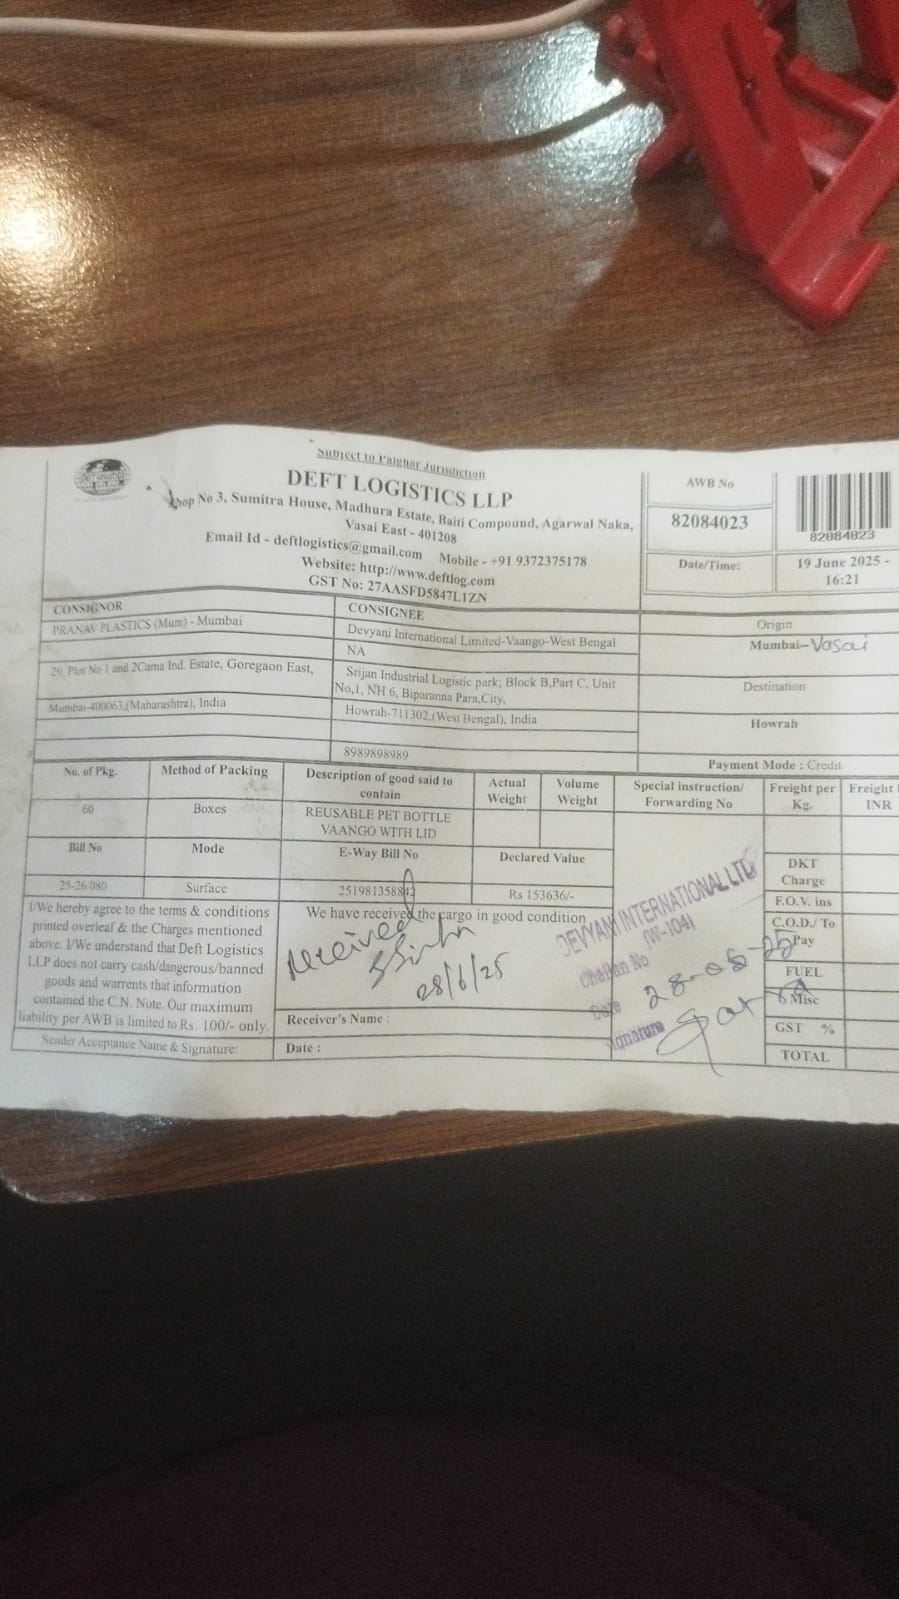 Subject to Palghar Jurisdiction
DEFT LOGISTICS LLP
Shop No 3, Sumitra House, Madhura Estate, Baiti Compound, Agarwal Naka,
Vasai East - 401208
Email Id - deftlogistics@gmail.com Mobile - +91 9372375178
Website: http://www.deftlog.com
GST No: 27AASFD5847L1ZN
AWB No
82084023
82084023
Date/Time:
19 June 2025 -
16:21
CONSIGNOR
PRANAV PLASTICS (Mum) - Mumbai
29, Plot No 1 and 2Cama Ind. Estate, Goregaon East,
Mumbai-400063,(Maharashtra), India
CONSIGNEE
Devyani International Limited-Vaango-West Bengal
NA
Srijan Industrial Logistic park; Block B,Part C, Unit
No,1, NH 6, Biparanna Para,City,
Howrah-711302,(West Bengal), India
8989898989
Origin
Mumbai-Vasai
Destination
Howrah
Payment Mode : Credit
No. of Pkg.
Method of Packing
Description of good said to
contain
Actual
Weight
Volume
Weight
Special instruction/
Forwarding No
Freight per
Kg.
Freight
INR
60
Boxes
REUSABLE PET BOTTLE
VAANGO WITH LID
Bill No
Mode
E-Way Bill No
Declared Value
25-26/080
Surface
251981358842
Rs 153636/-
DKT
Charge
F.O.V. ins
C.O.D./ To
Pay
FUEL
Misc
GST %
TOTAL
I/We hereby agree to the terms & conditions
printed overleaf & the Charges mentioned
above. I/We understand that Deft Logistics
LLP does not carry cash/dangerous/banned
goods and warrents that information
contained the C.N. Note. Our maximum
liability per AWB is limited to Rs. 100/- only.
Sender Acceptance Name & Signature:
We have received the cargo in good condition
Received
28/6/25
Receiver's Name :
Date :
DEVYANI INTERNATIONAL LTD
(W-104)
Challan No
Date 28-06-25
Signature